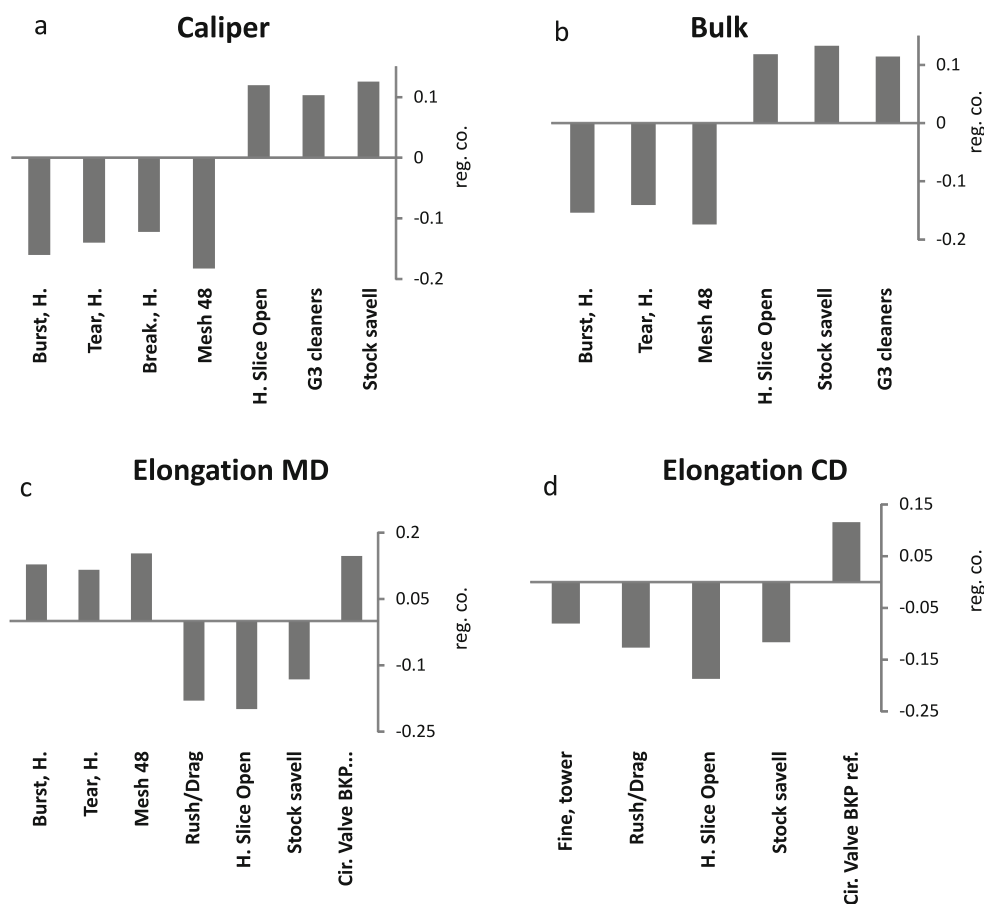 a
Caliper
0.1
0
-0.1
-0.2
reg. co.
Burst, H.
Tear, H.
Break., H.
Mesh 48
H. Slice Open
G3 cleaners
Stock savell
b
Bulk
0.1
0
-0.1
-0.2
reg. co.
Burst, H.
Tear, H.
Mesh 48
H. Slice Open
Stock savell
G3 cleaners
c
Elongation MD
0.2
0.05
-0.1
-0.25
reg. co.
Burst, H.
Tear, H.
Mesh 48
Rush/Drag
H. Slice Open
Stock savell
Cir. Valve BKP...
d
Elongation CD
0.15
0.05
-0.05
-0.15
-0.25
reg. co.
Fine, tower
Rush/Drag
H. Slice Open
Stock savell
Cir. Valve BKP ref.